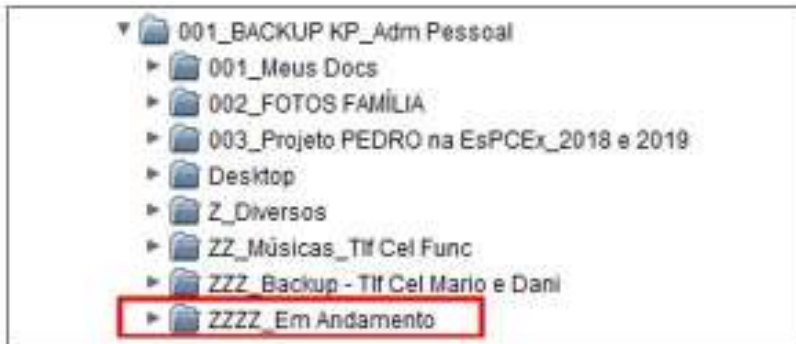 001_BACKUP KP_Adm Pessoal
001_Meus Docs
002_FOTOS FAMÍLIA
003_Projeto PEDRO na EsPCEx_2018 e 2019
Desktop
Z_Diversos
ZZ_Músicas_Tlf Cel Func
ZZZ_Backup - Tlf Cel Mario e Dani
ZZZZ_Em Andamento